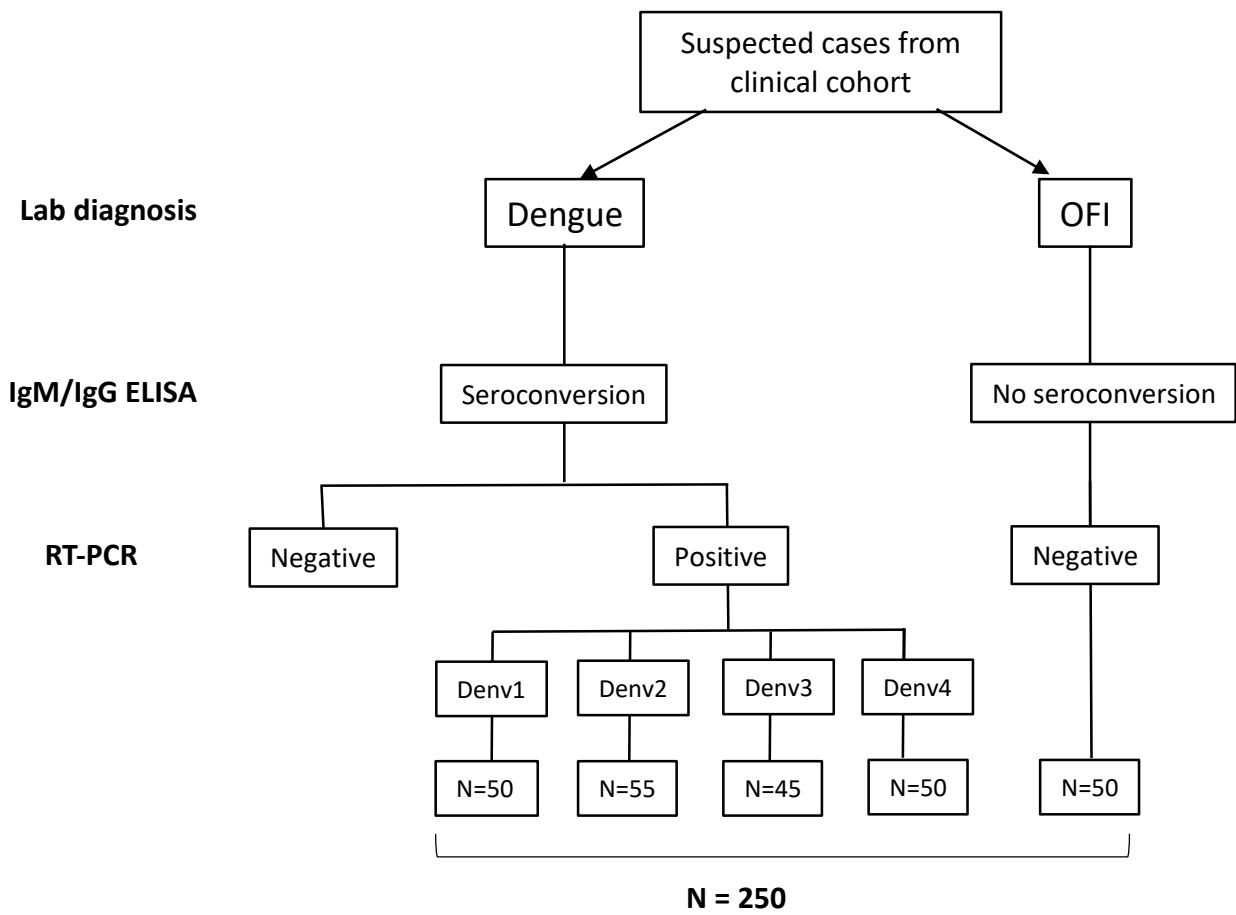 Suspected cases from
clinical cohort
Lab diagnosis
Dengue
OFI
IgM/IgG ELISA
Seroconversion
No seroconversion
RT-PCR
Negative
Positive
Negative
Denv1
Denv2
Denv3
Denv4
N=50
N=55
N=45
N=50
N=50
N = 250